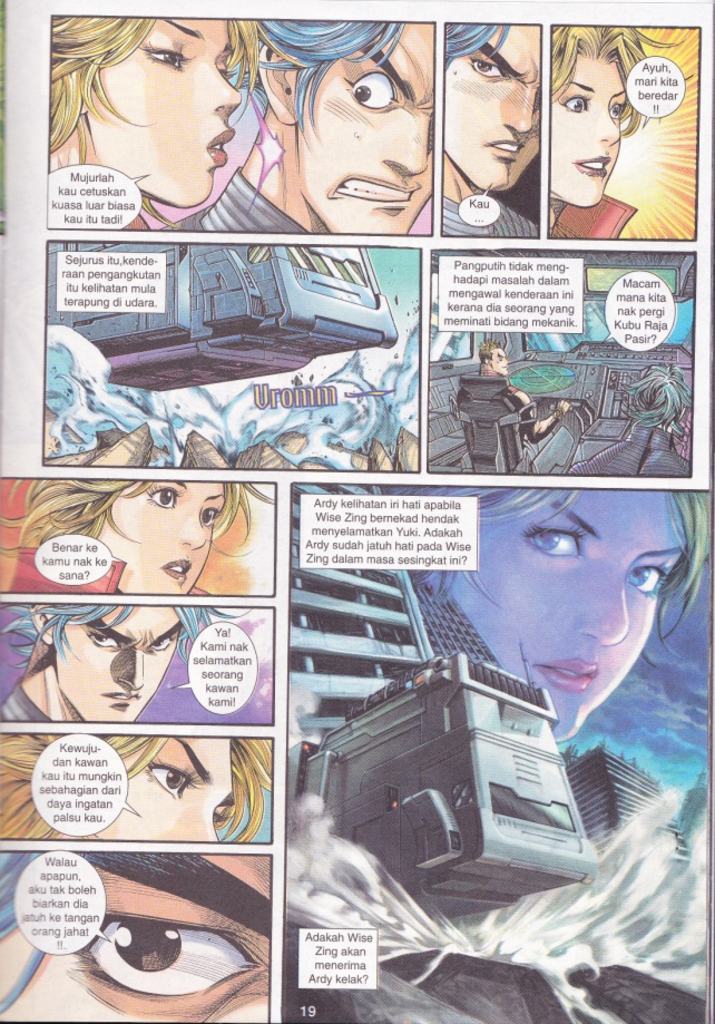 Mujurlah
kau cetuskan
kuasa luar biasa
kau itu tadi!
Kau
...
Ayuh,
mari kita
beredar
!!
Sejurus itu,kende-
raan pengangkutan
itu kelihatan mula
terapung di udara.
Uromm
Pangputih tidak meng-
hadapi masalah dalam
mengawal kenderaan ini
kerana dia seorang yang
meminati bidang mekanik.
Macam
mana kita
nak pergi
Kubu Raja
Pasir?
Benar ke
kamu nak ke
sana?
Ya!
Kami nak
selamatkan
seorang
kawan
kami!
Kewuju-
dan kawan
kau itu mungkin
sebahagian dari
daya ingatan
palsu kau.
Walau
apapun,
aku tak boleh
biarkan dia
jatuh ke tangan
orang jahat
!!.
Ardy kelihatan iri hati apabila
Wise Zing bernekad hendak
menyelamatkan Yuki. Adakah
Ardy sudah jatuh hati pada Wise
Zing dalam masa sesingkat ini?
Adakah Wise
Zing akan
menerima
Ardy kelak?
19